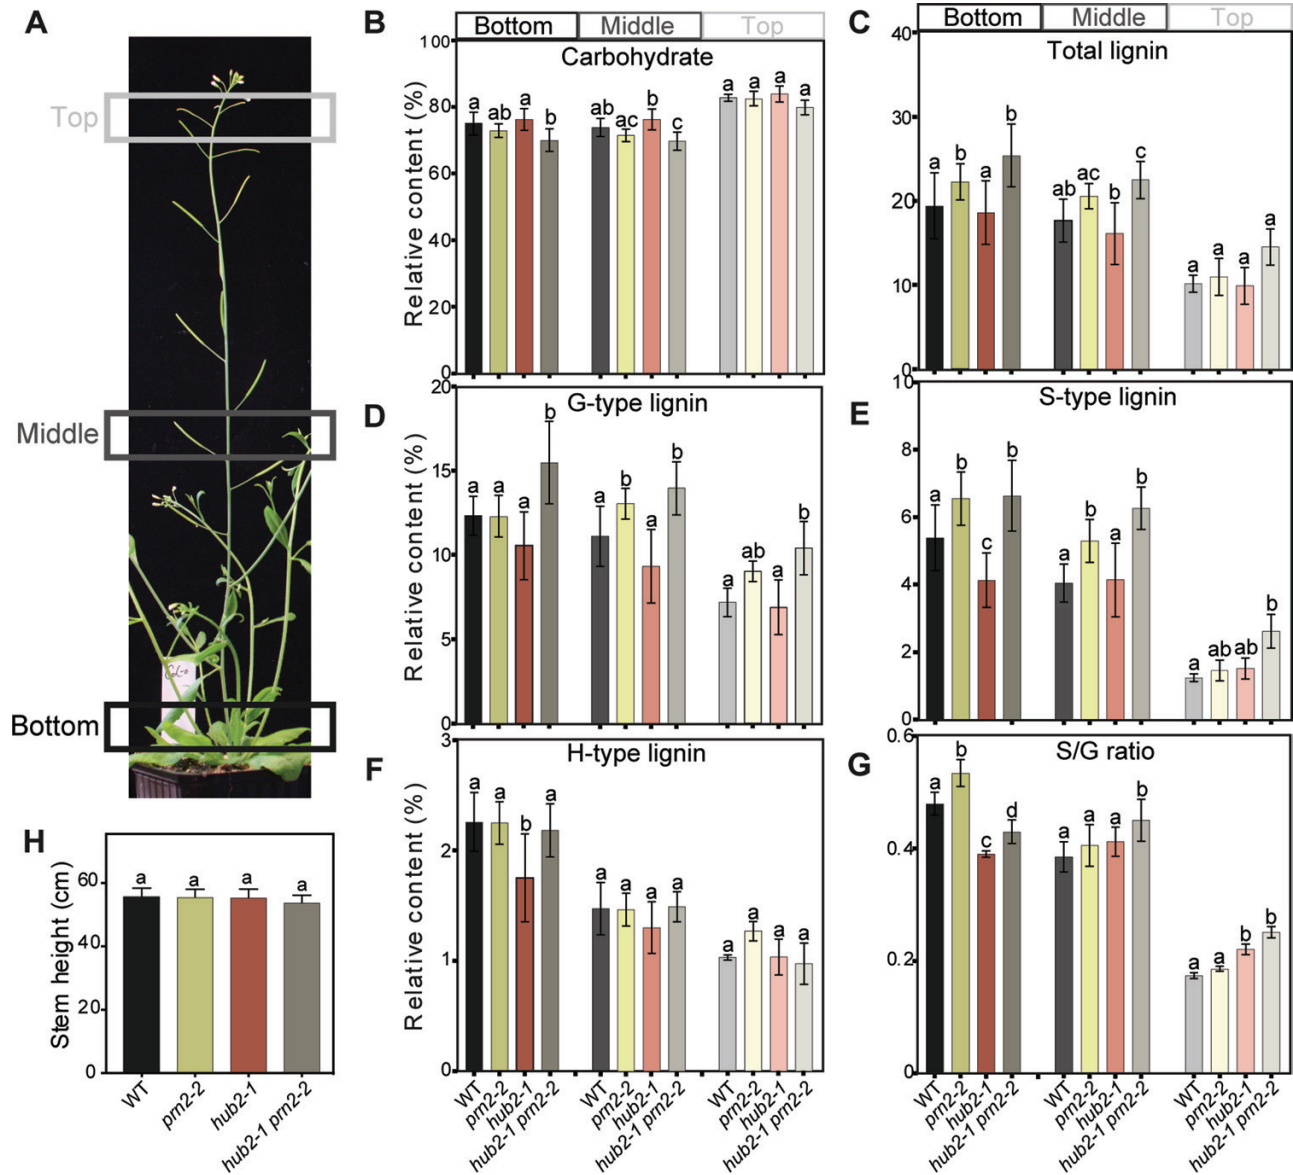 A
Top
Middle
Bottom
Col-0
B
Bottom Middle Top
Carbohydrate
Relative content (%)
100
80
60
40
20
0
a ab a b
ab ac b c
a a a a
C
Bottom Middle Top
Total lignin
40
30
20
10
0
a b a b
ab ac b c
a a a a
D
G-type lignin
Relative content (%)
20
15
10
5
0
a a a b
a b a b
a ab a b
E
S-type lignin
10
8
6
4
2
0
a b c b
a b a b
a ab ab b
F
H-type lignin
Relative content (%)
3
2
1
0
a a b a
a a a a
a a a a
WT prn2-2 hub2-1 hub2-1 prn2-2
WT prn2-2 hub2-1 hub2-1 prn2-2
WT prn2-2 hub2-1 hub2-1 prn2-2
G
S/G ratio
0.6
0.4
0.2
0
a b c d
a a a b
a a b b
WT prn2-2 hub2-1 hub2-1 prn2-2
WT prn2-2 hub2-1 hub2-1 prn2-2
WT prn2-2 hub2-1 hub2-1 prn2-2
H
Stem height (cm)
60
40
20
0
a a a a
WT prn2-2 hub2-1 hub2-1 prn2-2